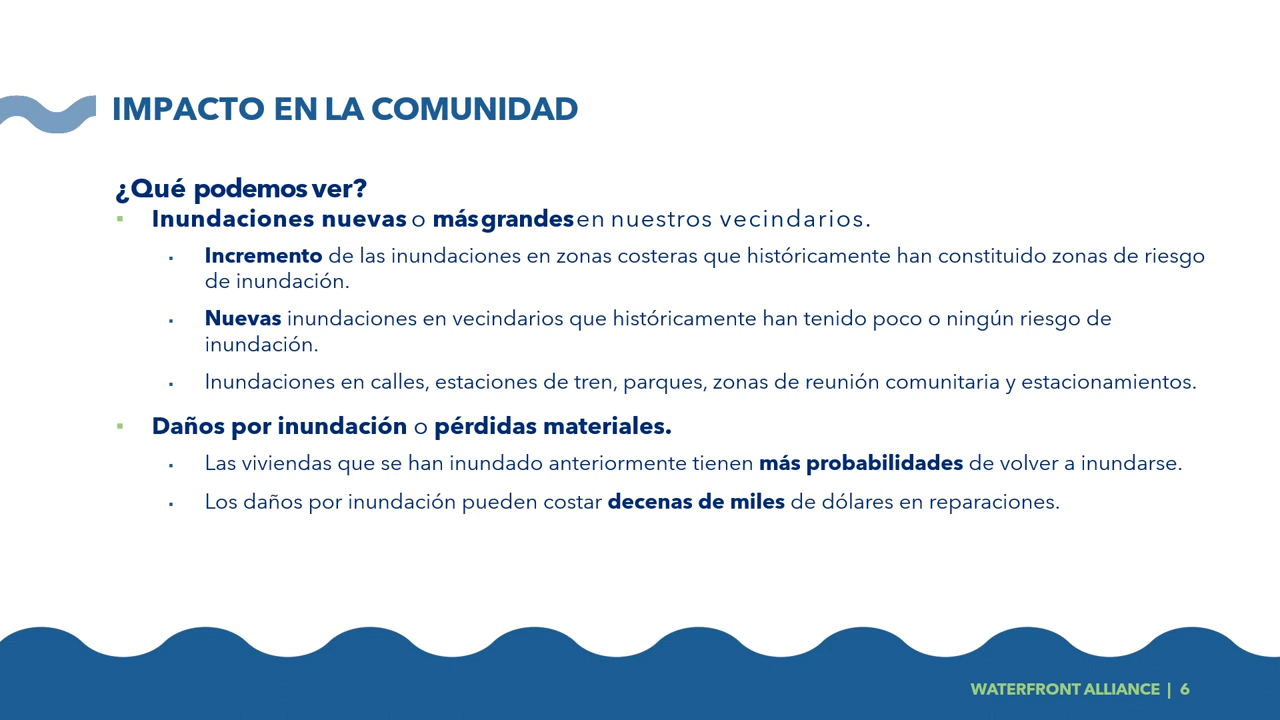 IMPACTO EN LA COMUNIDAD
¿Qué podemos ver?
▪ Inundaciones nuevas o más grandes en nuestros vecindarios.
▪ Incremento de las inundaciones en zonas costeras que históricamente han constituido zonas de riesgo
de inundación.
▪ Nuevas inundaciones en vecindarios que históricamente han tenido poco o ningún riesgo de
inundación.
▪ Inundaciones en calles, estaciones de tren, parques, zonas de reunión comunitaria y estacionamientos.
▪ Daños por inundación o pérdidas materiales.
▪ Las viviendas que se han inundado anteriormente tienen más probabilidades de volver a inundarse.
▪ Los daños por inundación pueden costar decenas de miles de dólares en reparaciones.
WATERFRONT ALLIANCE | 6